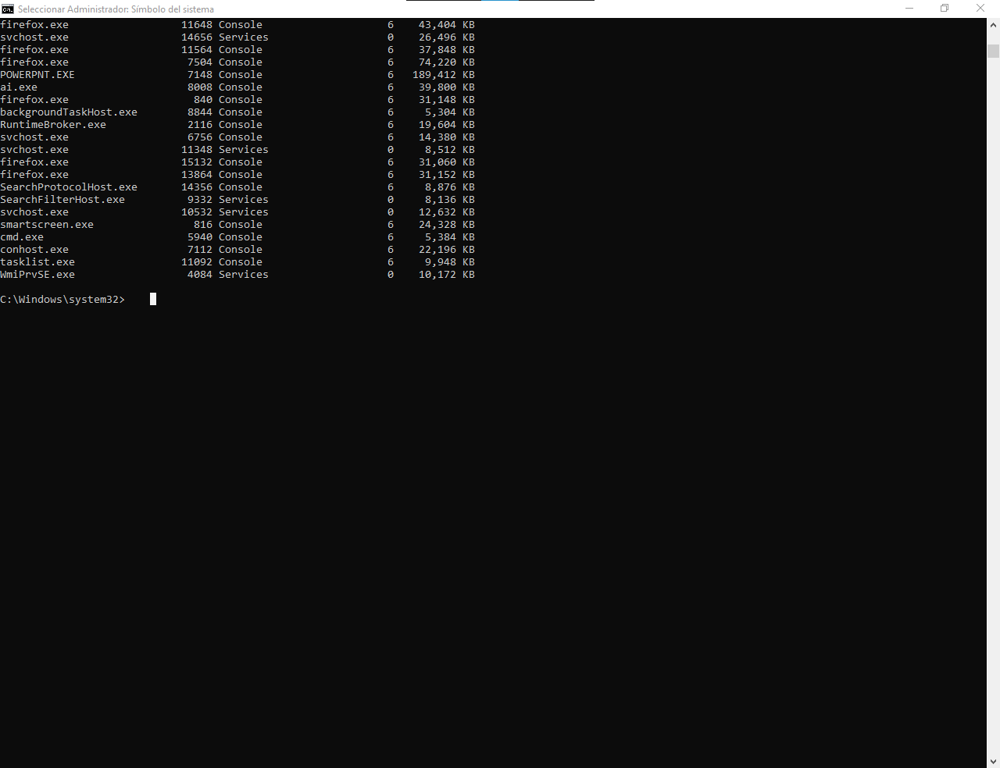 Seleccionar Administrador: Símbolo del sistema
firefox.exe 11648 Console 6 43,404 KB
svchost.exe 14656 Services 0 26,496 KB
firefox.exe 11564 Console 6 37,848 KB
firefox.exe 7504 Console 6 74,220 KB
POWERPNT.EXE 7148 Console 6 189,412 KB
ai.exe 8008 Console 6 39,800 KB
firefox.exe 840 Console 6 31,148 KB
backgroundTaskHost.exe 8844 Console 6 5,304 KB
RuntimeBroker.exe 2116 Console 6 19,604 KB
svchost.exe 6756 Console 6 14,380 KB
svchost.exe 11348 Services 0 8,512 KB
firefox.exe 15132 Console 6 31,060 KB
firefox.exe 13864 Console 6 31,152 KB
SearchProtocolHost.exe 14356 Console 6 8,876 KB
SearchFilterHost.exe 9332 Services 0 8,136 KB
svchost.exe 10532 Services 0 12,632 KB
smartscreen.exe 816 Console 6 24,328 KB
cmd.exe 5940 Console 6 5,384 KB
conhost.exe 7112 Console 6 22,196 KB
tasklist.exe 11092 Console 6 9,948 KB
WmiPrvSE.exe 4084 Services 0 10,172 KB
C:\Windows\system32>